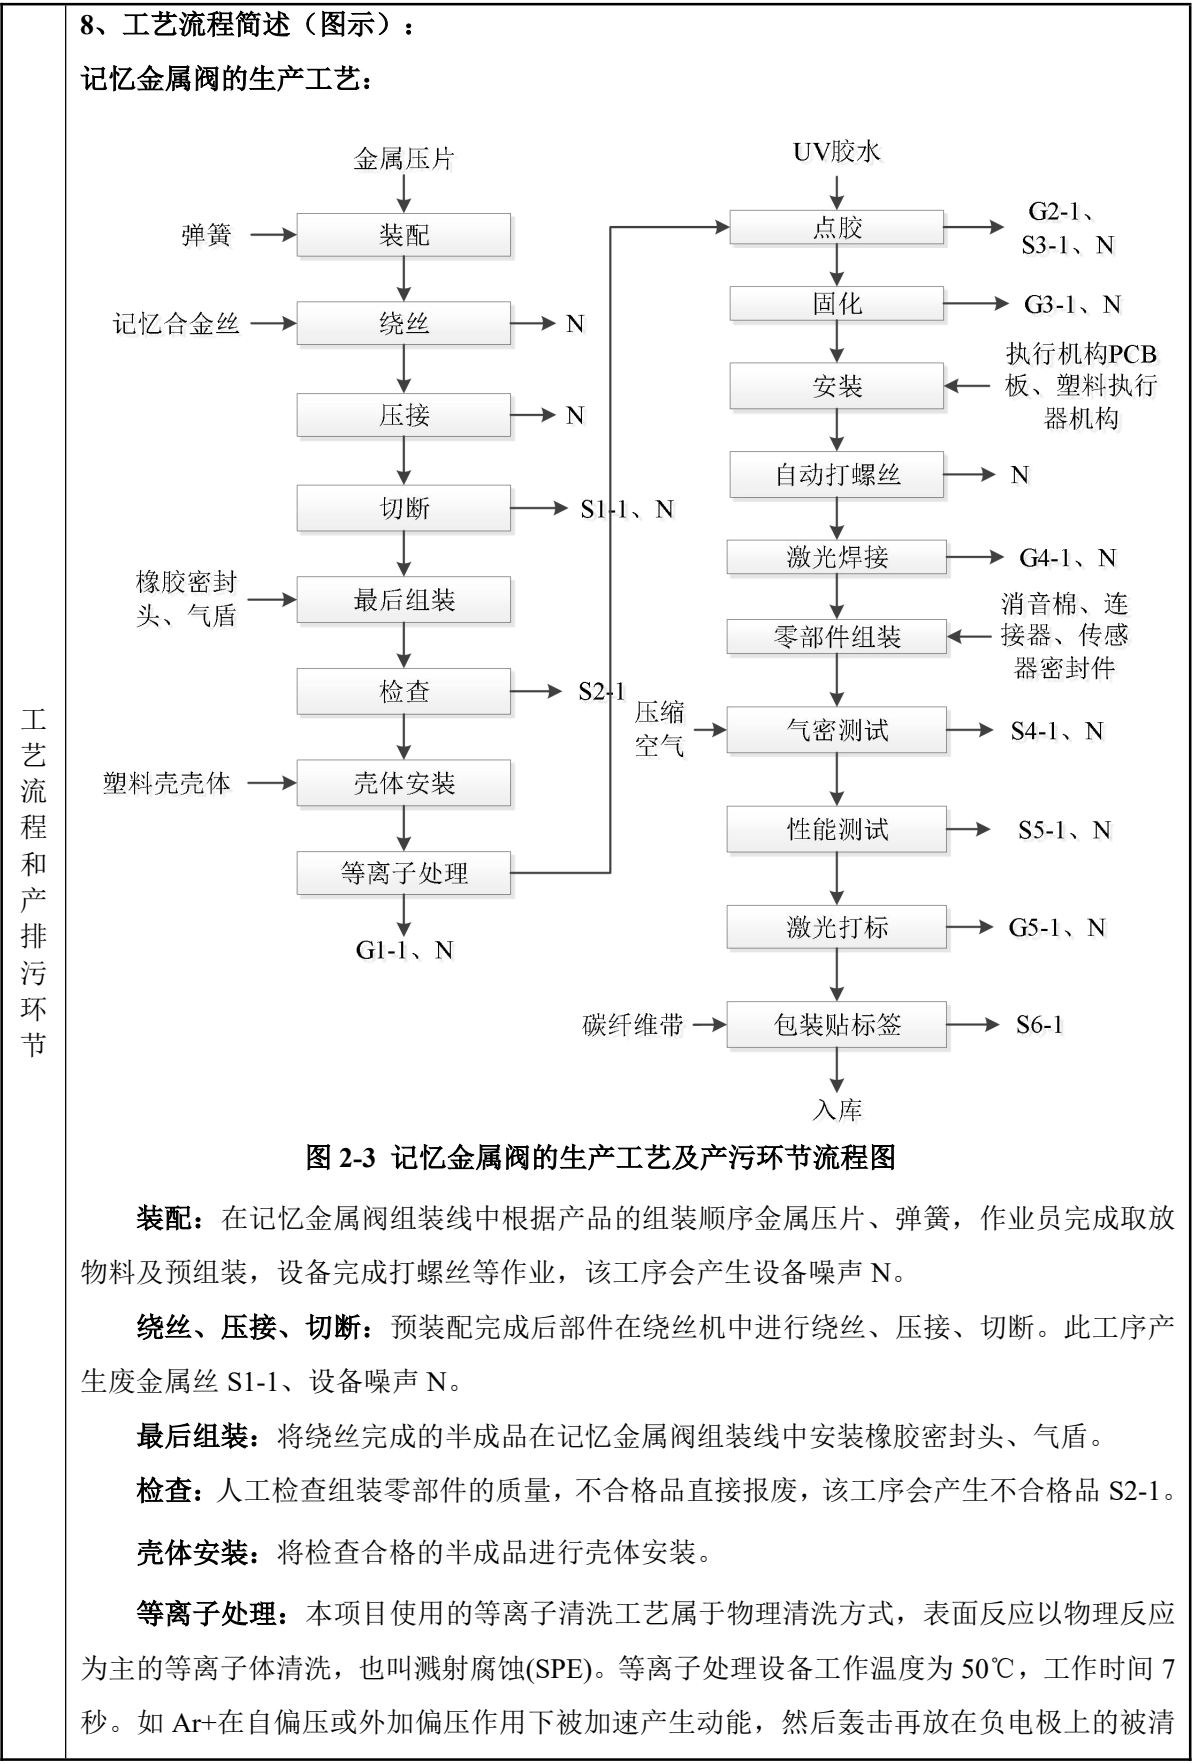 8、工艺流程简述（图示）：
记忆金属阀的生产工艺：
金属压片
弹簧
装配
记忆合金丝
绕丝
N
压接
N
切断
S1-1、N
橡胶密封
头、气盾
最后组装
检查
S2-1
塑料壳壳体
壳体安装
等离子处理
G1-1、N
UV胶水
点胶
G2-1、
S3-1、N
固化
G3-1、N
安装
执行机构PCB
板、塑料执行
器机构
自动打螺丝
N
激光焊接
G4-1、N
零部件组装
消音棉、连
接器、传感
器密封件
压缩
空气
气密测试
S4-1、N
性能测试
S5-1、N
激光打标
G5-1、N
碳纤维带
包装贴标签
S6-1
入库
工
艺
流
程
和
产
排
污
环
节
图 2-3 记忆金属阀的生产工艺及产污环节流程图
装配：在记忆金属阀组装线中根据产品的组装顺序金属压片、弹簧，作业员完成取放
物料及预组装，设备完成打螺丝等作业，该工序会产生设备噪声 N。
绕丝、压接、切断：预装配完成后部件在绕丝机中进行绕丝、压接、切断。此工序产
生废金属丝 S1-1、设备噪声 N。
最后组装：将绕丝完成的半成品在记忆金属阀组装线中安装橡胶密封头、气盾。
检查：人工检查组装零部件的质量，不合格品直接报废，该工序会产生不合格品 S2-1。
壳体安装：将检查合格的半成品进行壳体安装。
等离子处理：本项目使用的等离子清洗工艺属于物理清洗方式，表面反应以物理反应
为主的等离子体清洗，也叫溅射腐蚀(SPE)。等离子处理设备工作温度为 50℃，工作时间 7
秒。如 Ar+在自偏压或外加偏压作用下被加速产生动能，然后轰击再放在负电极上的被清